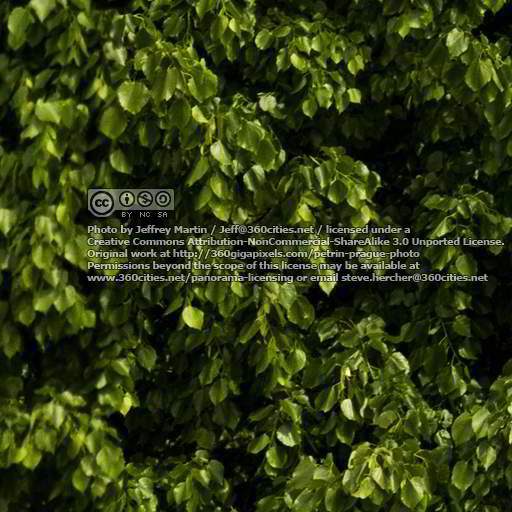 cc BY NC SA
Photo by Jeffrey Martin / Jeff@360cities.net / licensed under a
Creative Commons Attribution-NonCommercial-ShareAlike 3.0 Unported License.
Original work at http://360gigapixels.com/petrin-prague-photo
Permissions beyond the scope of this license may be available at
www.360cities.net/panorama-licensing or email steve.hercher@360cities.net